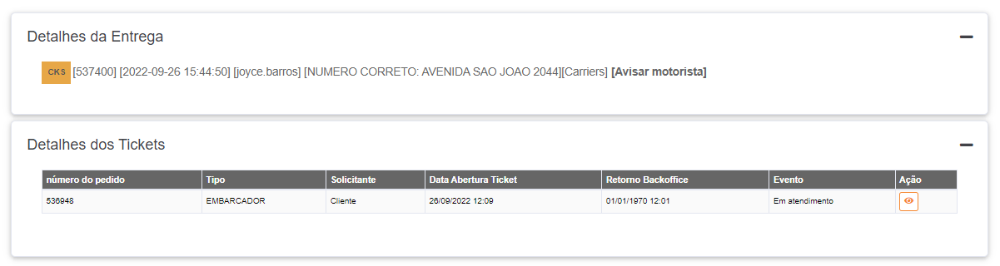 Detalhes da Entrega
CKS [537400] [2022-09-26 15:44:50] [joyce.barros] [NUMERO CORRETO: AVENIDA SAO JOAO 2044][Carriers] [Avisar motorista]
Detalhes dos Tickets
número do pedido Tipo Solicitante Data Abertura Ticket Retorno Backoffice Evento Ação
536948 EMBARCADOR Cliente 26/09/2022 12:09 01/01/1970 12:01 Em atendimento